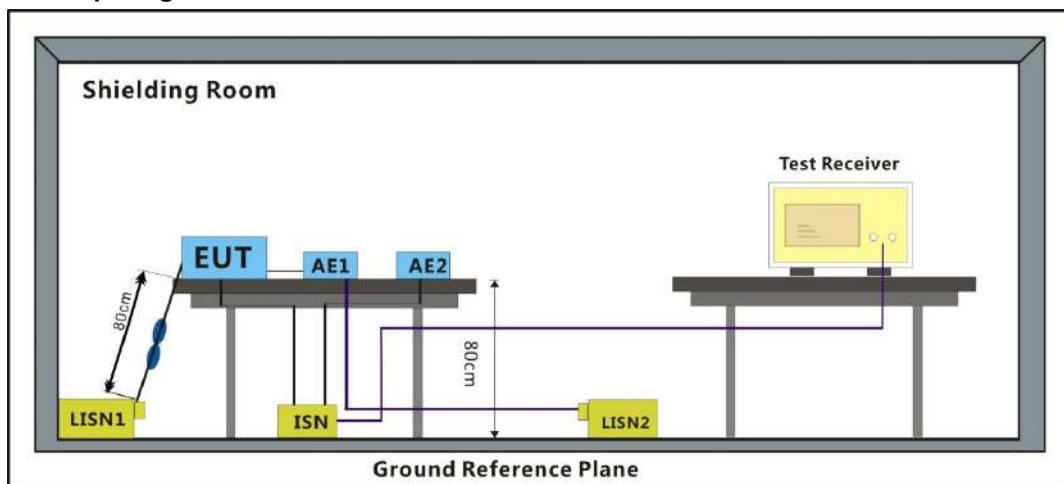 Shielding Room
Test Receiver
EUT
AE1
AE2
80cm
80cm
LISN1
ISN
LISN2
Ground Reference Plane